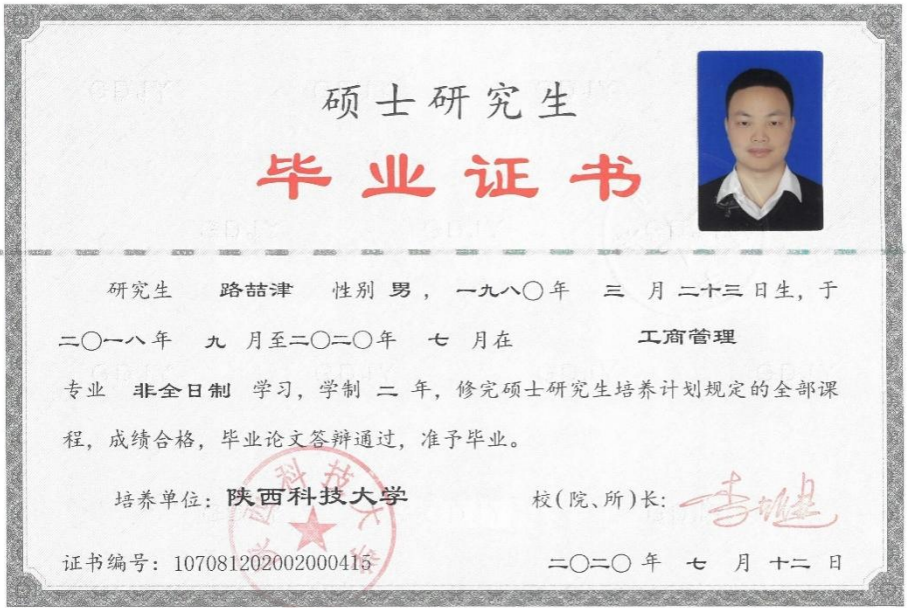 硕士研究生
毕业证书
研究生 路喆津 性别 男，一九八〇年 三 月 二十三日生，于
二〇一八年 九 月至二〇二〇年 七 月在 工商管理
专业 非全日制 学习，学制 二 年，修完硕士研究生培养计划规定的全部课
程，成绩合格，毕业论文答辩通过，准予毕业。
培养单位：陕西科技大学 校（院、所）长：
陕西科技大学
证书编号：107081202002000415 二〇二〇 年 七 月 十二 日